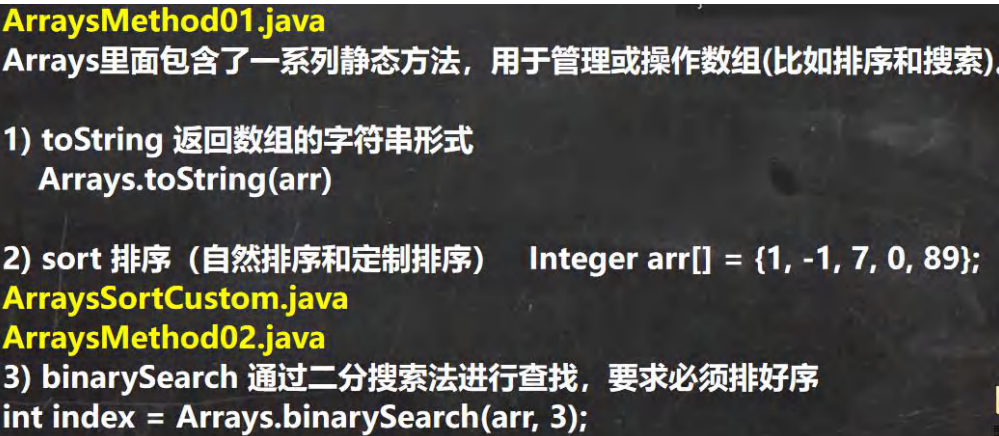 ArraysMethod01.java
Arrays里面包含了一系列静态方法，用于管理或操作数组(比如排序和搜索).
1) toString 返回数组的字符串形式
Arrays.toString(arr)
2) sort 排序（自然排序和定制排序） Integer arr[] = {1, -1, 7, 0, 89};
ArraysSortCustom.java
ArraysMethod02.java
3) binarySearch 通过二分搜索法进行查找，要求必须排好序
int index = Arrays.binarySearch(arr, 3);